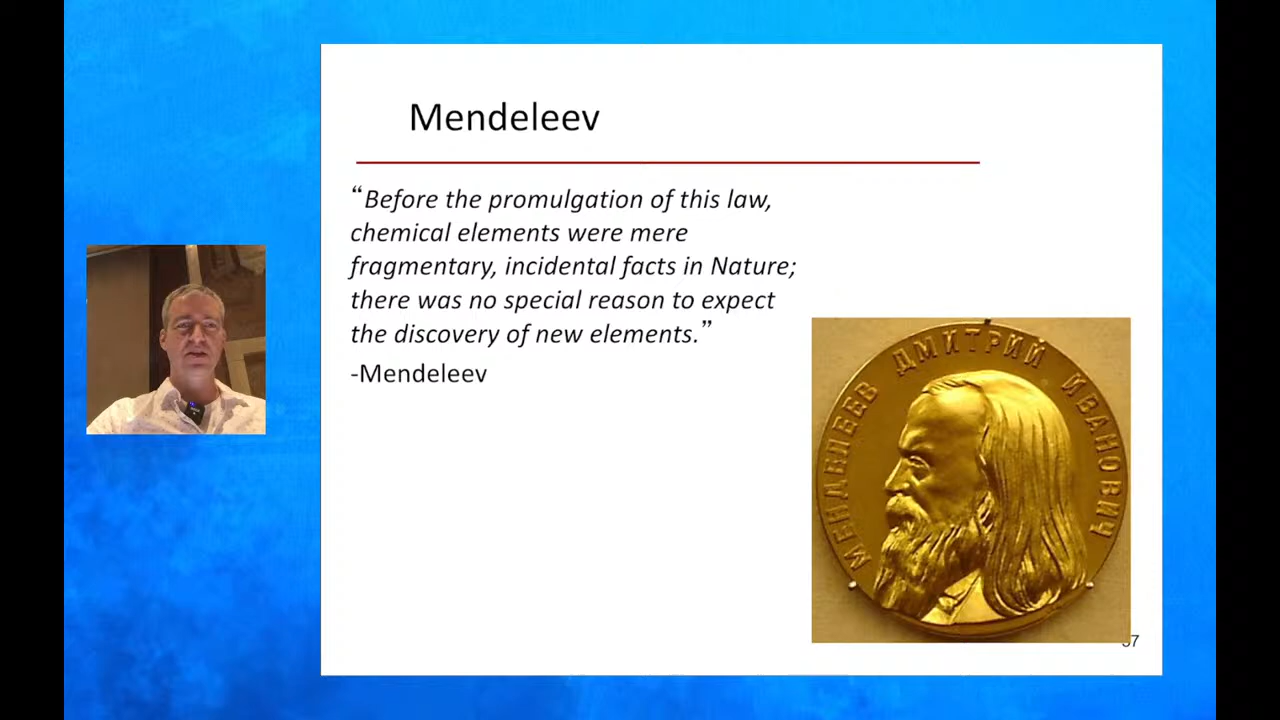 Mendeleev
“Before the promulgation of this law,
chemical elements were mere
fragmentary, incidental facts in Nature;
there was no special reason to expect
the discovery of new elements.”
-Mendeleev
МЕНДЕЛЕЕВ ДМИТРИЙ ИВАНОВИЧ